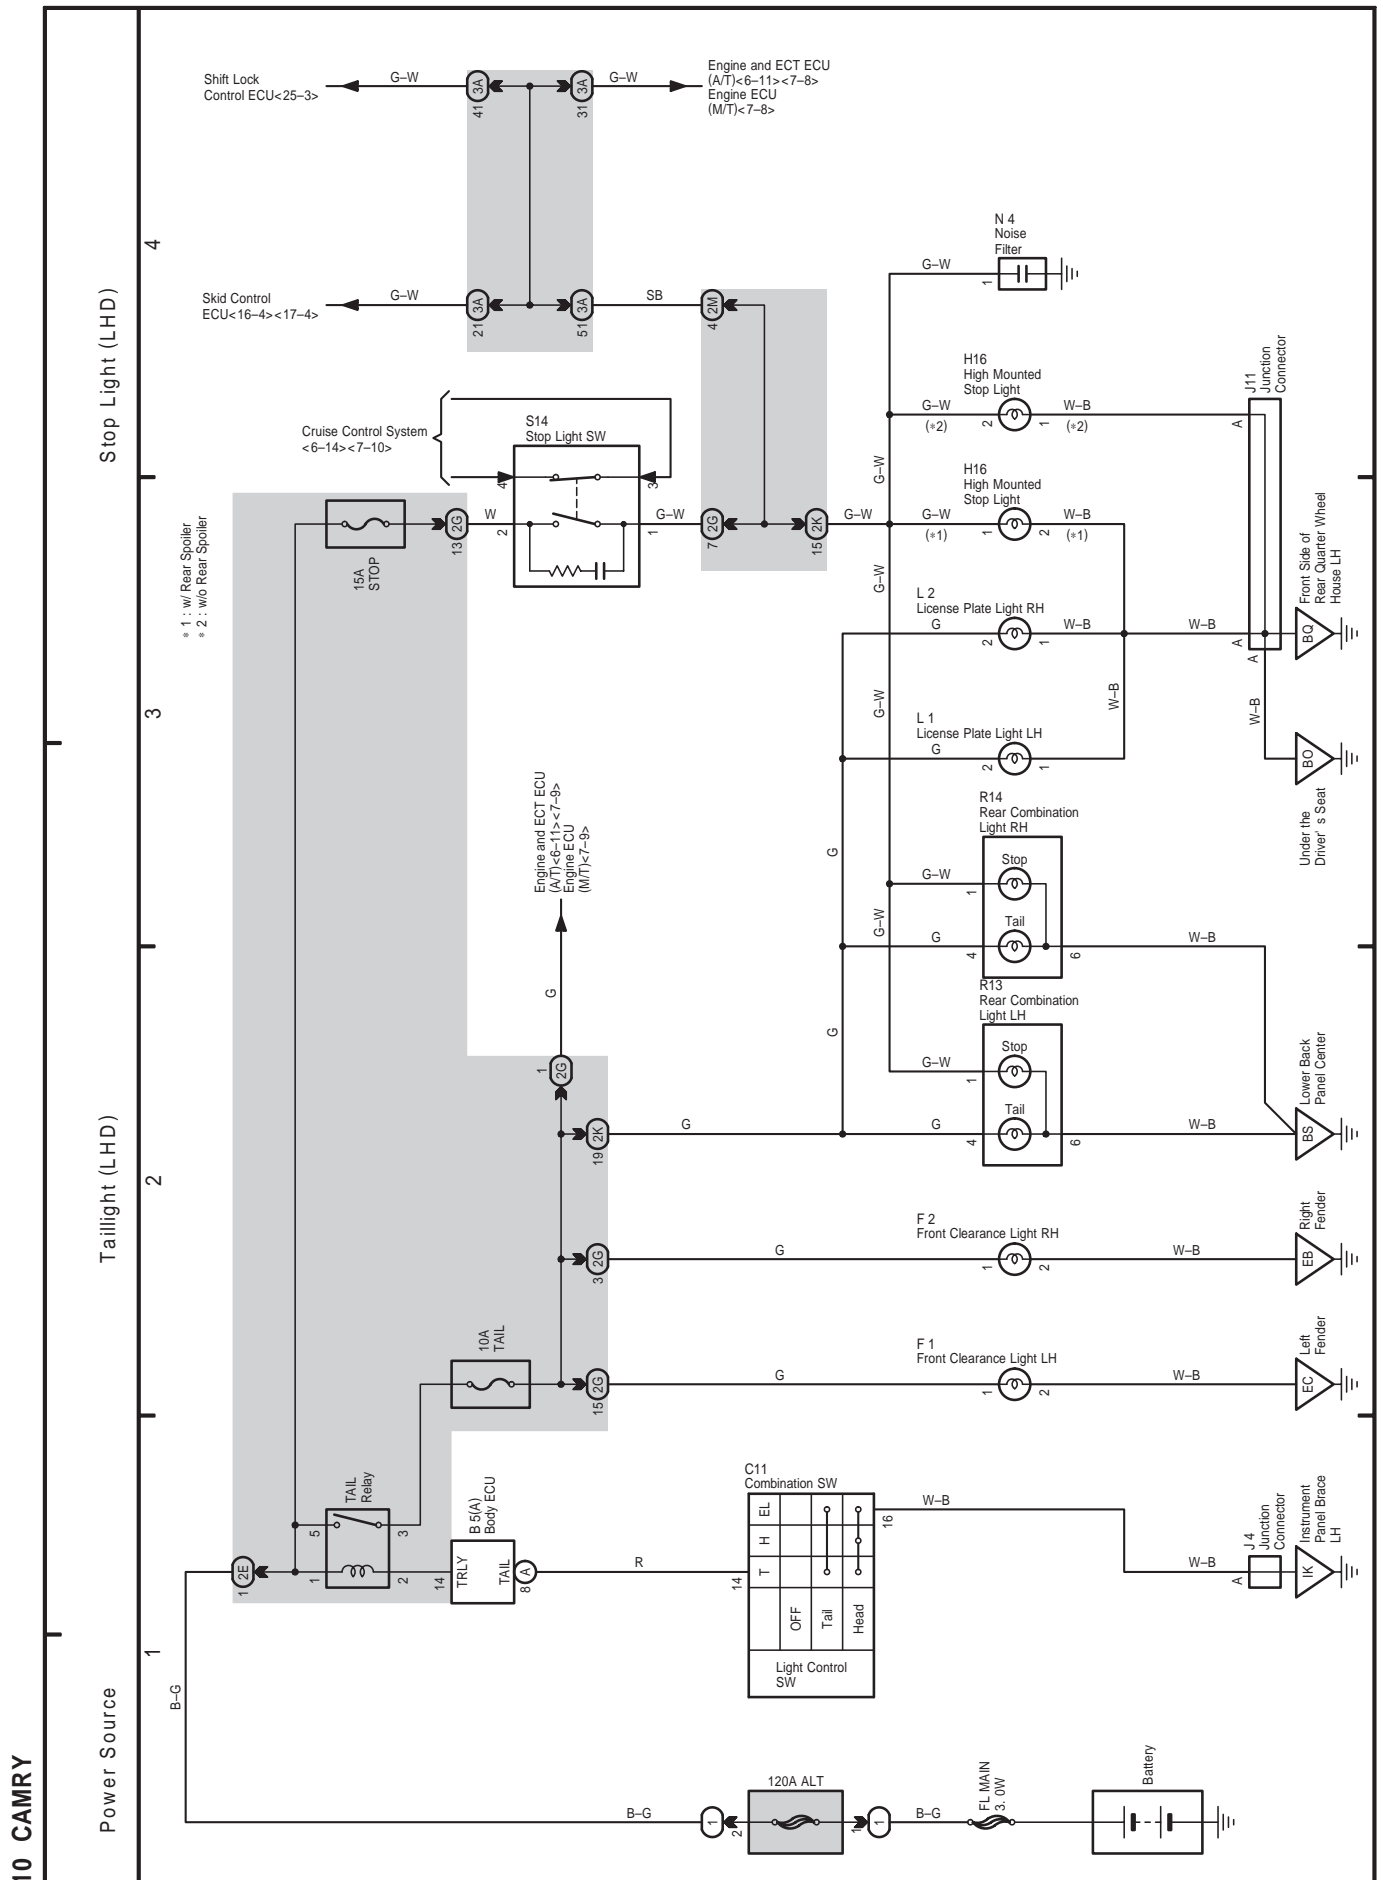 10 CAMRY
Power Source
Taillight (LHD)
Stop Light (LHD)
1
2
3
4
Shift Lock
Control ECU<25–3>
G–W
41
3A
3A
31
G–W
Engine and ECT ECU
(A/T)<6–11><7–8>
Engine ECU
(M/T)<7–8>
Skid Control
ECU<16–4><17–4>
G–W
21
3A
3A
51
SB
4
2M
N 4
Noise
Filter
G–W
1
H16
High Mounted
Stop Light
G–W
(*2)
2
1
W–B
(*2)
A
J11
Junction
Connector
Cruise Control System
<6–14><7–10>
S14
Stop Light SW
4
3
G–W
H16
High Mounted
Stop Light
* 1 : w/ Rear Spoiler
* 2 : w/o Rear Spoiler
15A
STOP
13
2G
W
2
1
G–W
7
2G
15
2K
G–W
G–W
(*1)
1
2
W–B
(*1)
G–W
L 2
License Plate Light RH
G
2
1
W–B
W–B
A
A
BQ
Front Side of
Rear Quarter Wheel
House LH
G–W
W–B
W–B
L 1
License Plate Light LH
G
2
1
BO
Under the
Driver' s Seat
Engine and ECT ECU
(A/T)<6–11><7–9>
Engine ECU
(M/T)<7–9>
G
R14
Rear Combination
Light RH
Stop
G–W
1
Tail
G–W
G
4
6
W–B
G
R13
Rear Combination
Light LH
G
Stop
G–W
1
1
2G
Tail
19
2K
G
G
4
6
W–B
BS
Lower Back
Panel Center
F 2
Front Clearance Light RH
3
2G
G
1
2
W–B
EB
Right
Fender
10A
TAIL
F 1
Front Clearance Light LH
15
2G
G
1
2
W–B
EC
Left
Fender
TAIL
Relay
5
3
1
2
1
2E
B 5(A)
Body ECU
14
TRLY
TAIL
8
A
R
C11
Combination SW
14
T
H
EL
16
OFF
Tail
Head
Light Control
SW
W–B
W–B
A
J 4
Junction
Connector
IK
Instrument
Panel Brace
LH
B–G
B–G
1
2
120A ALT
1
1
B–G
FL MAIN
3. 0W
Battery